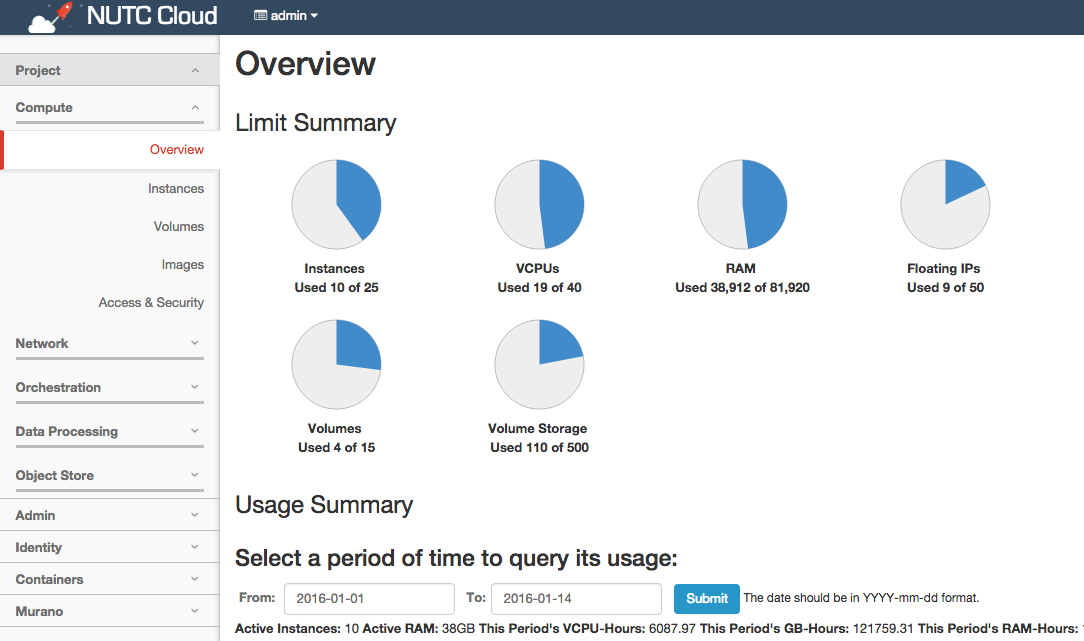 NUTC Cloud
admin
Project
Compute
Overview
Instances
Volumes
Images
Access & Security
Network
Orchestration
Data Processing
Object Store
Admin
Identity
Containers
Murano
Overview
Limit Summary
Instances
Used 10 of 25
VCPUs
Used 19 of 40
RAM
Used 38,912 of 81,920
Floating IPs
Used 9 of 50
Volumes
Used 4 of 15
Volume Storage
Used 110 of 500
Usage Summary
Select a period of time to query its usage:
From: 2016-01-01 To: 2016-01-14 Submit The date should be in YYYY-mm-dd format.
Active Instances: 10 Active RAM: 38GB This Period's VCPU-Hours: 6087.97 This Period's GB-Hours: 121759.31 This Period's RAM-Hours: